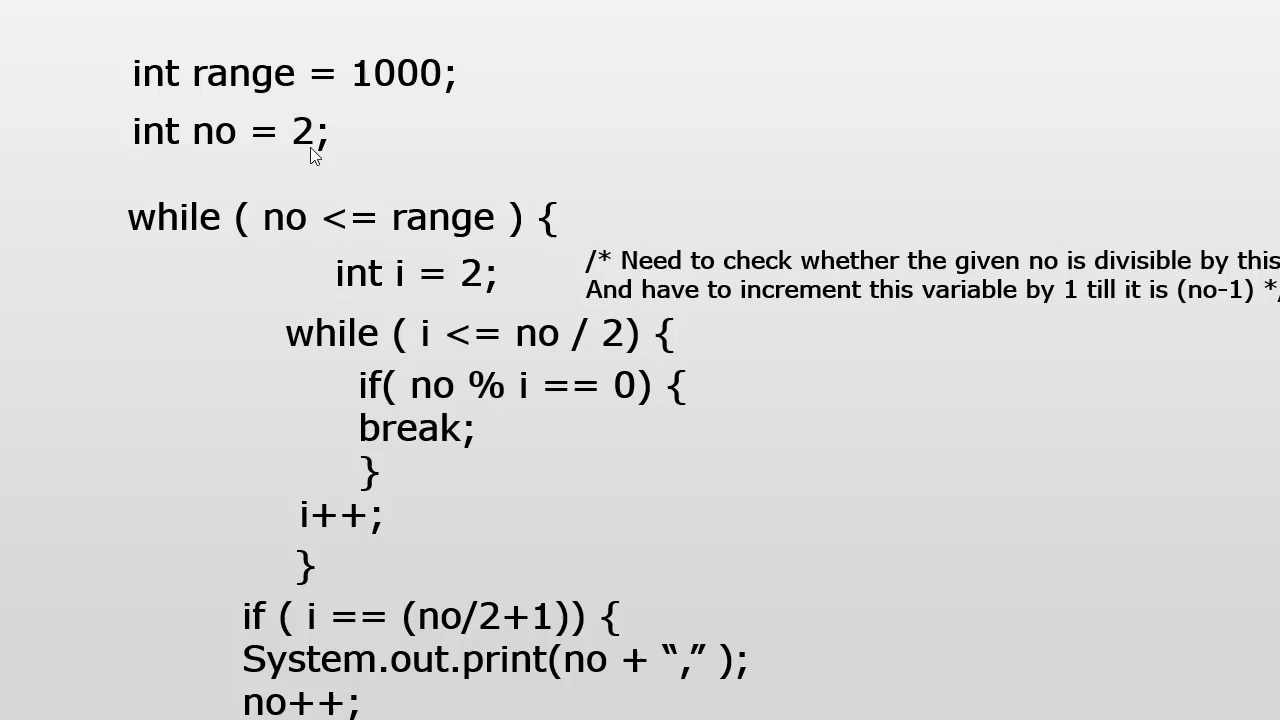 int range = 1000;
int no = 2;
while ( no <= range ) {
int i = 2;
/* Need to check whether the given no is divisible by this
And have to increment this variable by 1 till it is (no-1) */
while ( i <= no / 2) {
if( no % i == 0) {
break;
}
i++;
}
if ( i == (no/2+1)) {
System.out.print(no + “,” );
no++;